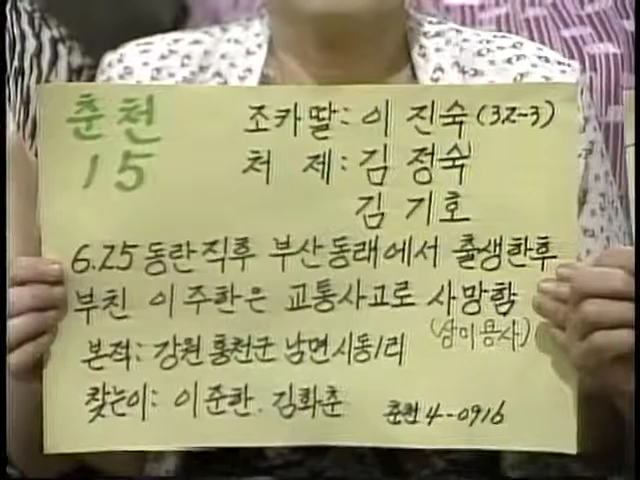 춘천 조카딸: 이 진숙(32-3)
15 처 제: 김 정숙
김 기호
6.25 동란직후 부산동래에서 출생한후
부친 이주한은 교통사고로 사망함
(상이용사)
본적: 강원 홍천군 남면 시동1리
찾는이: 이준한. 김화춘 춘천 4-0916